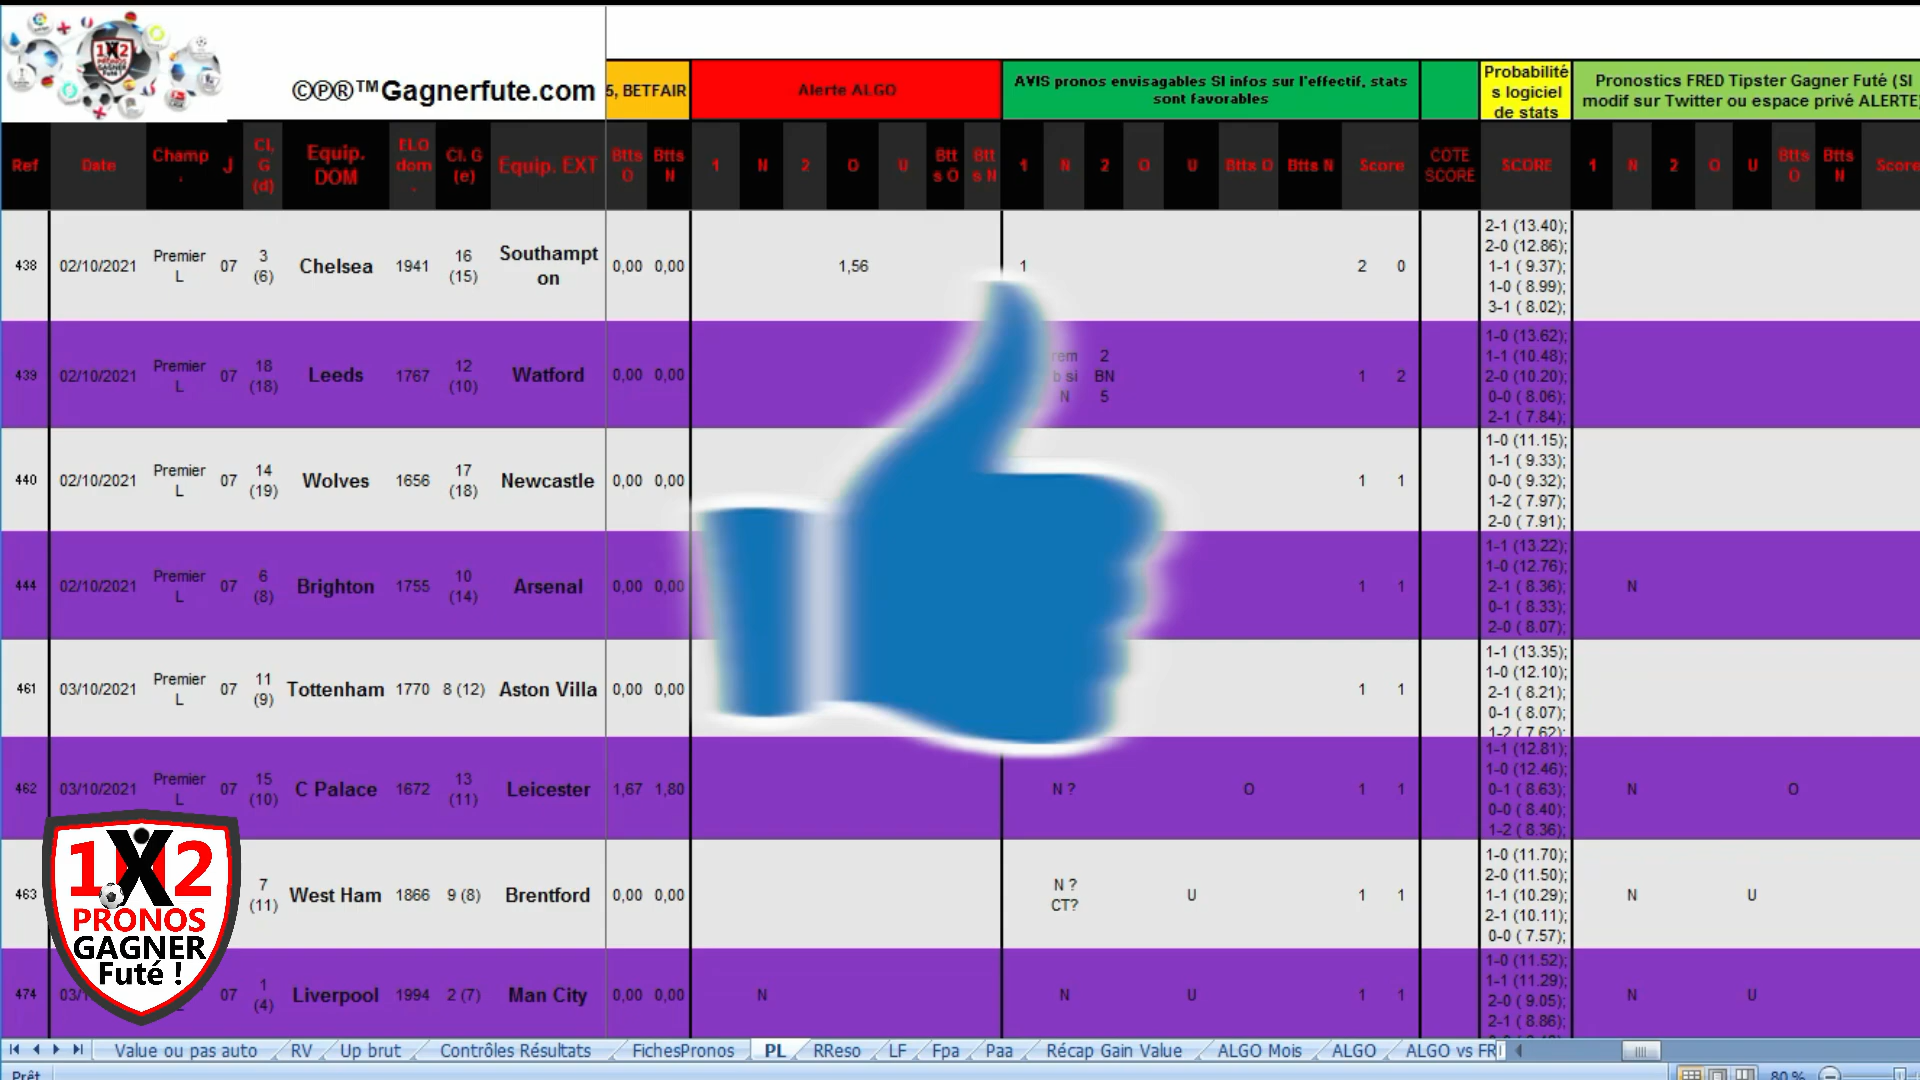 1X2
PRONOS
GAGNER
Futé !
©Ⓟ®™Gagnerfute.com
5, BETFAIR
Alerte ALGO
AVIS pronos envisagables SI infos sur l'effectif, stats
sont favorables
Probabilité
s logiciel
de stats
Pronostics FRED Tipster Gagner Futé (SI
modif sur Twitter ou espace privé ALERTE
Ref Date Champ. J Cl, G (d) Equip. DOM ELO dom. Cl. G (e) Equip. EXT Btts O Btts N 1 N 2 O U Btts O Btts N 1 N 2 O U Btts O Btts N Score COTE SCORE SCORE 1 N 2 O U Btts O Btts N Score
438 02/10/2021 Premier L 07 3 (6) Chelsea 1941 16 (15) Southampton 0,00 0,00 1,56 1 2 0
2-1 (13.40);
2-0 (12.86);
1-1 ( 9.37);
1-0 ( 8.99);
3-1 ( 8.02);
439 02/10/2021 Premier L 07 18 (18) Leeds 1767 12 (10) Watford 0,00 0,00 rem b si N 2 BN 5 1 2
1-0 (13.62);
1-1 (10.48);
2-0 (10.20);
0-0 ( 8.06);
2-1 ( 7.84);
440 02/10/2021 Premier L 07 14 (19) Wolves 1656 17 (18) Newcastle 0,00 0,00 1 1
1-0 (11.15);
1-1 ( 9.33);
0-0 ( 9.32);
1-2 ( 7.97);
2-0 ( 7.91);
444 02/10/2021 Premier L 07 6 (8) Brighton 1755 10 (14) Arsenal 0,00 0,00 1 1 N
1-1 (13.22);
1-0 (12.76);
2-1 ( 8.36);
0-1 ( 8.33);
2-0 ( 8.07);
461 03/10/2021 Premier L 07 11 (9) Tottenham 1770 8 (12) Aston Villa 0,00 0,00 1 1
1-1 (13.35);
1-0 (12.10);
2-1 ( 8.21);
0-1 ( 8.07);
1-2 ( 7.62);
462 03/10/2021 Premier L 07 15 (10) C Palace 1672 13 (11) Leicester 1,67 1,80 N ? O 1 1 N O
1-1 (12.81);
1-0 (12.46);
0-1 ( 8.63);
0-0 ( 8.40);
1-2 ( 8.36);
463 7 (11) West Ham 1866 9 (8) Brentford 0,00 0,00 N ? CT? U 1 1 N U
1-0 (11.70);
2-0 (11.50);
1-1 (10.29);
2-1 (10.11);
0-0 ( 7.57);
474 03/1 07 1 (4) Liverpool 1994 2 (7) Man City 0,00 0,00 N N U 1 1 N U
1-0 (11.52);
1-1 (11.29);
2-0 ( 9.05);
2-1 ( 8.86);
1X2
PRONOS
GAGNER
Futé !
Value ou pas auto RV Up brut Contrôles Résultats FichesPronos PL RReso LF Fpa Paa Récap Gain Value ALGO Mois ALGO ALGO vs FR
Prêt 80 %